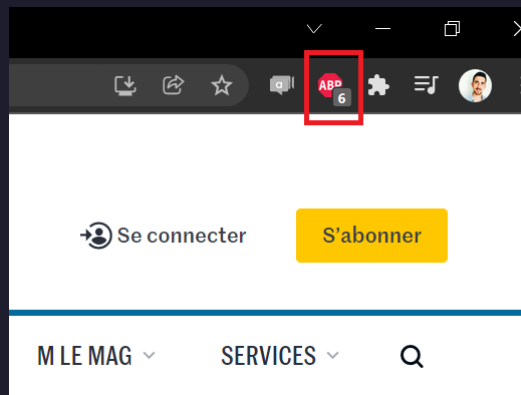 ABP
6
Se connecter
S'abonner
M LE MAG
SERVICES